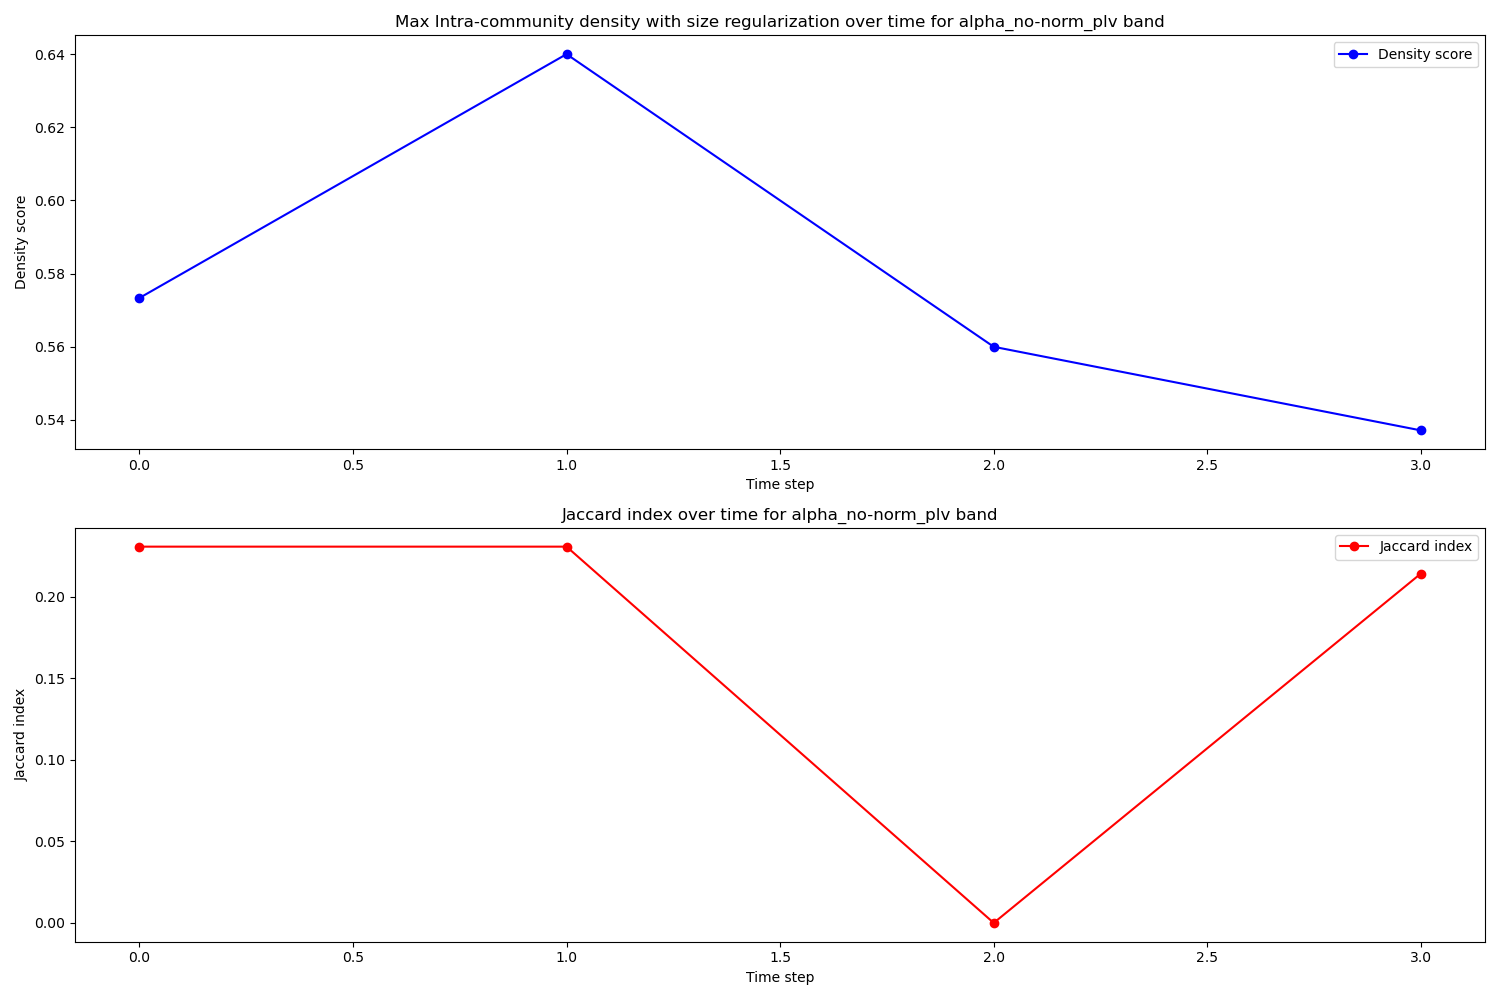 Max Intra-community density with size regularization over time for alpha_no-norm_plv band
Density score
0.64
0.62
0.60
0.58
0.56
0.54
Density score
0.0 0.5 1.0 1.5 2.0 2.5 3.0
Time step
Jaccard index over time for alpha_no-norm_plv band
Jaccard index
0.20
0.15
0.10
0.05
0.00
Jaccard index
0.0 0.5 1.0 1.5 2.0 2.5 3.0
Time step